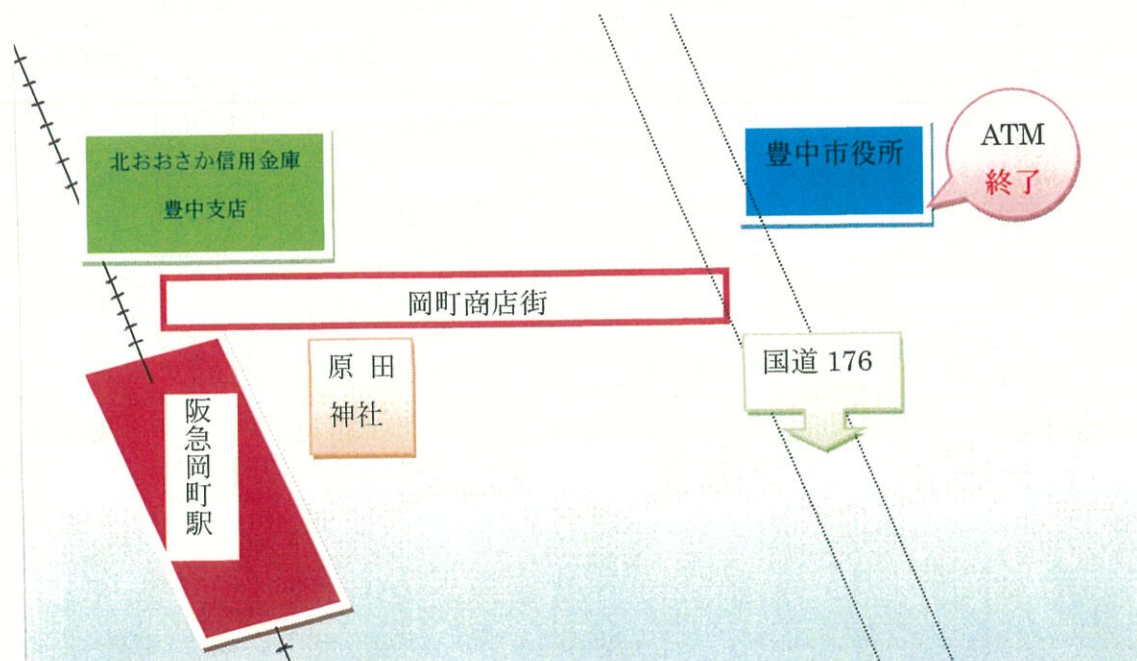 北おおさか信用金庫
豊中支店
豊中市役所
ATM
終了
岡町商店街
原田
神社
国道 176
阪急岡町駅